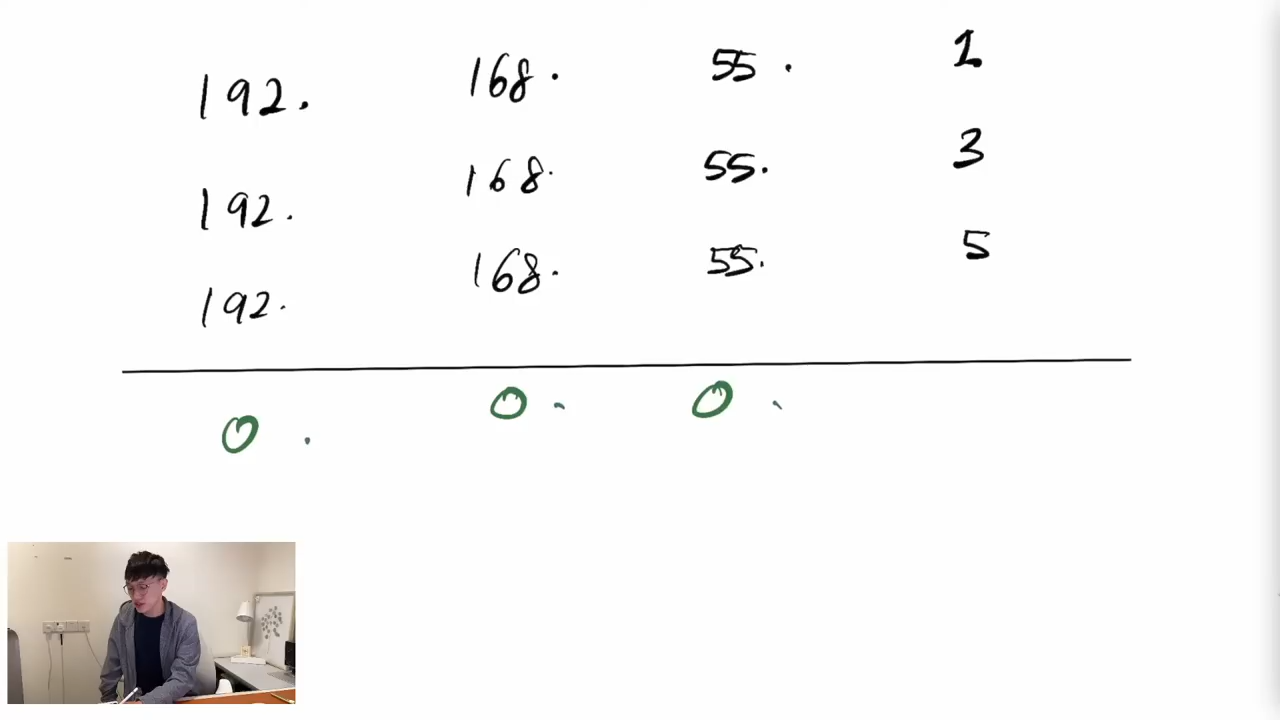 192. 168. 55. 1
192. 168. 55. 3
192. 168. 55. 5
0 . 0 . 0 .